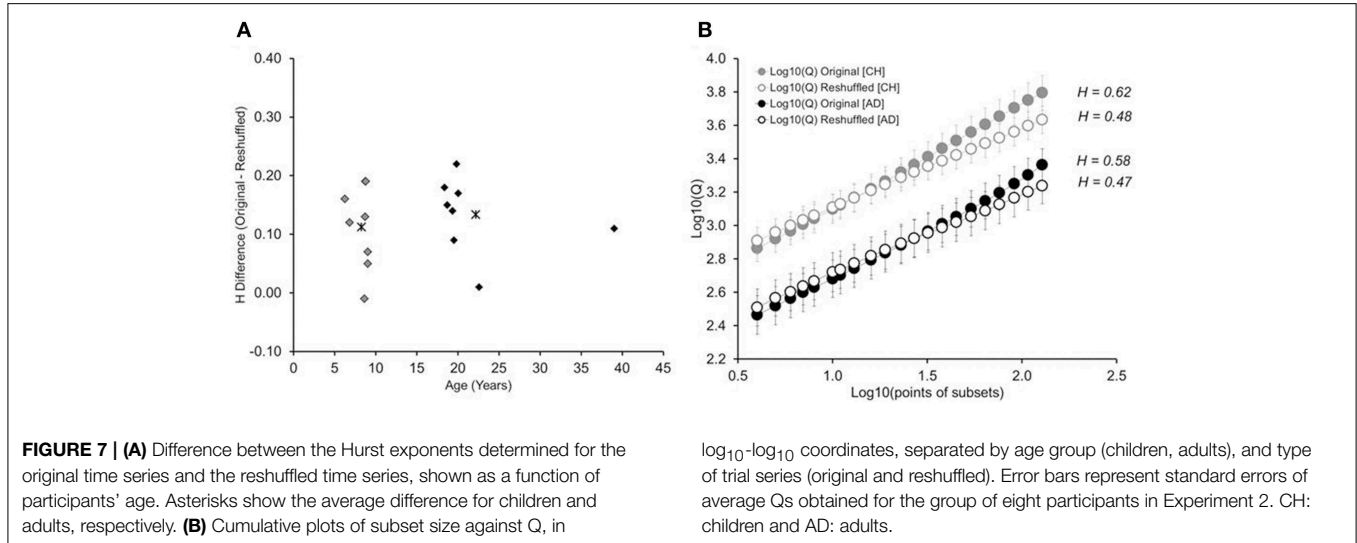 A
0.40
0.30
0.20
0.10
0.00
-0.10
H Difference (Original - Reshuffled)
0 5 10 15 20 25 30 35 40 45
Age (Years)
B
4.0
3.8
3.6
3.4
3.2
3.0
2.8
2.6
2.4
2.2
Log10(Q)
Log10(Q) Original [CH]
Log10(Q) Reshuffled [CH]
Log10(Q) Original [AD]
Log10(Q) Reshuffled [AD]
H = 0.62
H = 0.48
H = 0.58
H = 0.47
0.5 1.0 1.5 2.0 2.5
Log10(points of subsets)
FIGURE 7 | (A) Difference between the Hurst exponents determined for the
original time series and the reshuffled time series, shown as a function of
participants' age. Asterisks show the average difference for children and
adults, respectively. (B) Cumulative plots of subset size against Q, in
log10-log10 coordinates, separated by age group (children, adults), and type
of trial series (original and reshuffled). Error bars represent standard errors of
average Qs obtained for the group of eight participants in Experiment 2. CH:
children and AD: adults.